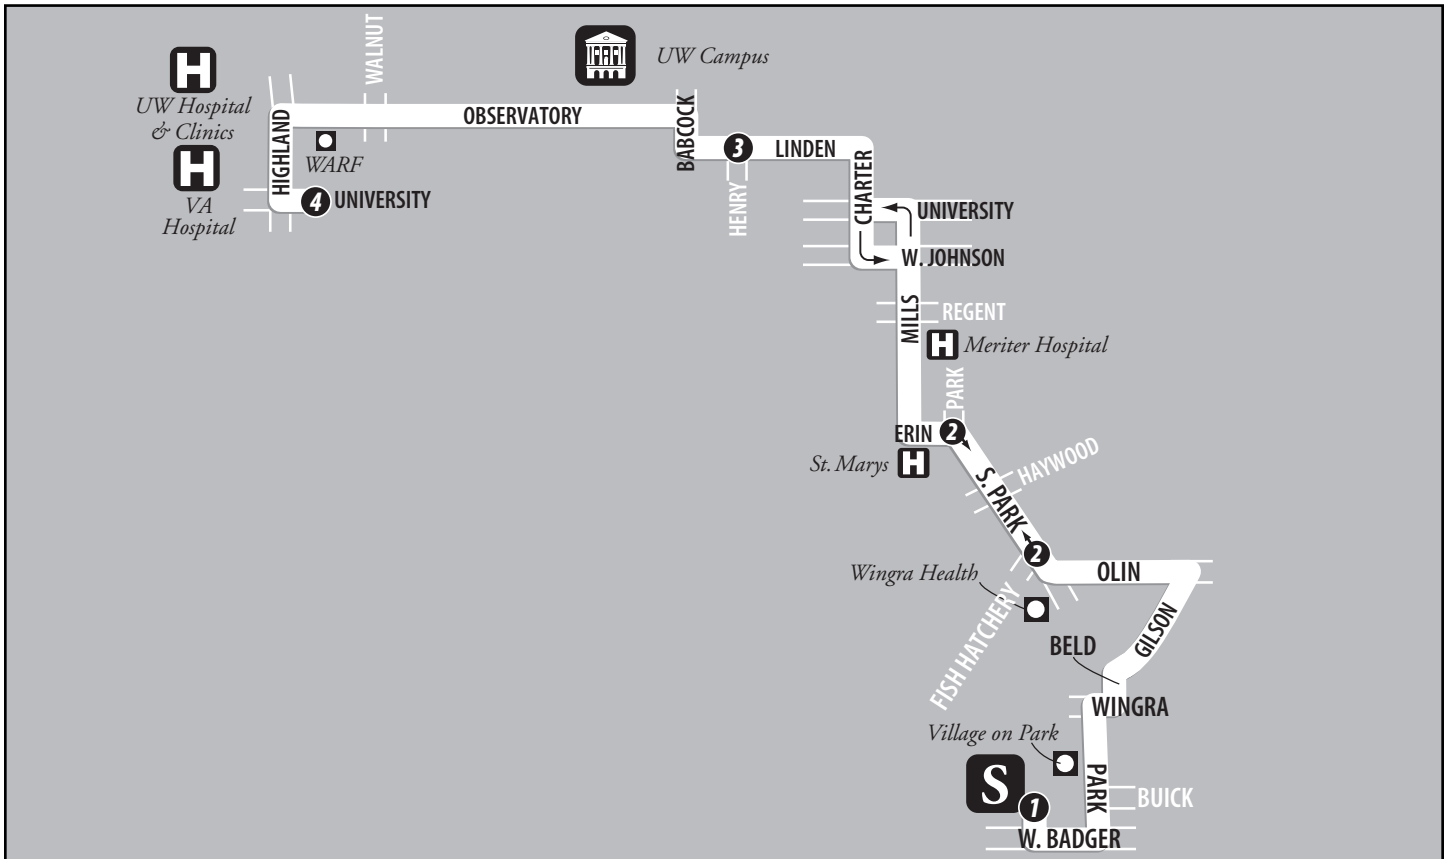 WALNUT
UW Campus
H
UW Hospital
& Clinics
OBSERVATORY
BABCOCK
HIGHLAND
WARF
H
VA
Hospital
4
UNIVERSITY
3
LINDEN
HENRY
CHARTER
UNIVERSITY
W. JOHNSON
MILLS
REGENT
H
Meriter Hospital
PARK
ERIN
2
St. Marys
H
HAYWOOD
S. PARK
2
Wingra Health
OLIN
FISH HATCHERY
GILSON
BELD
WINGRA
Village on Park
S
1
PARK
BUICK
W. BADGER